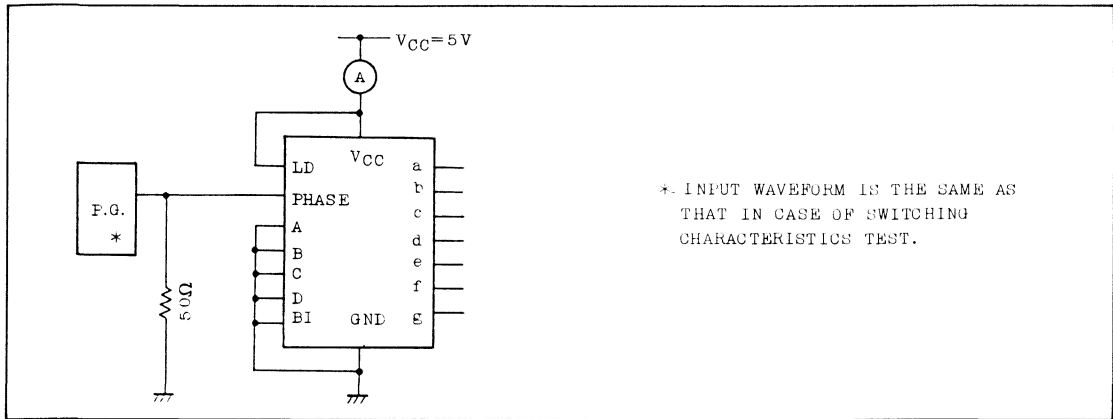 VCC=5V
A
VCC
LD
PHASE
A
B
C
D
BI
GND
a
b
c
d
e
f
g
P.G.
*
50Ω
*. INPUT WAVEFORM IS THE SAME AS
THAT IN CASE OF SWITCHING
CHARACTERISTICS TEST.